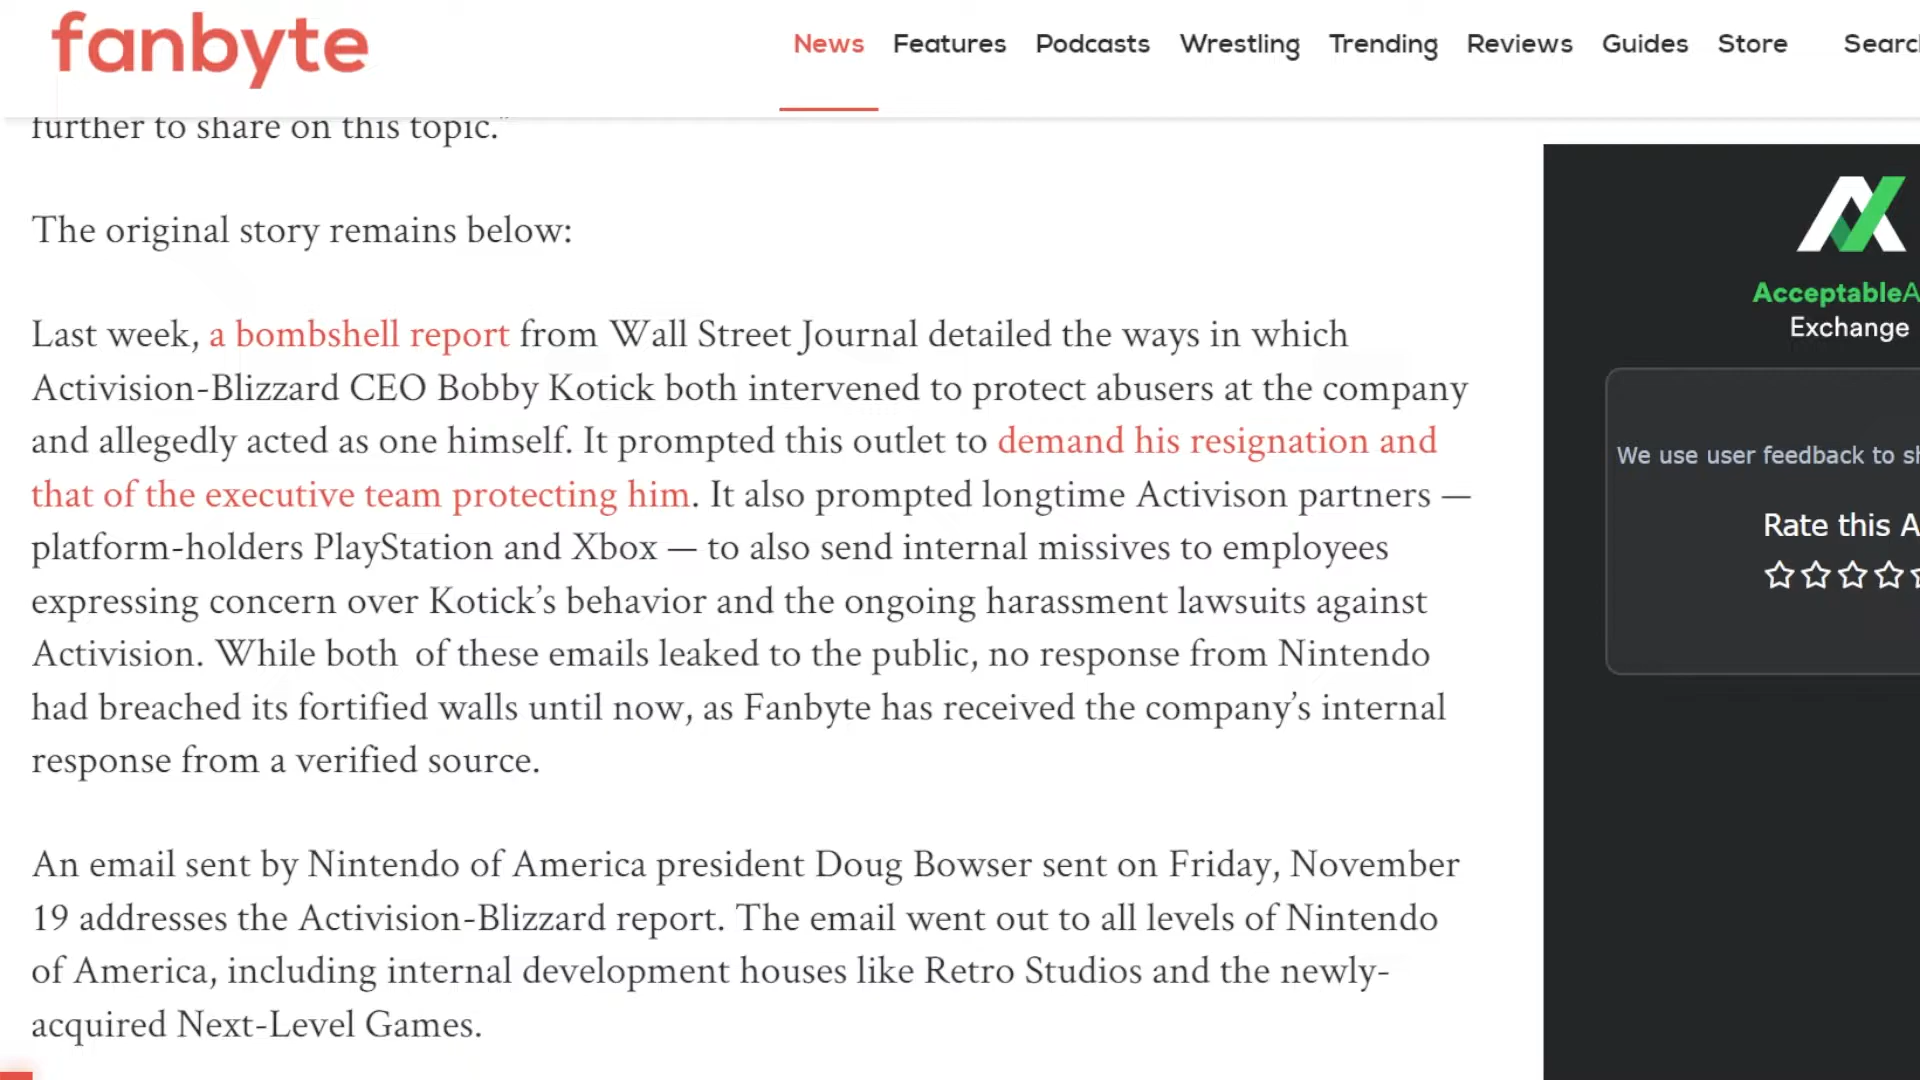 fanbyte
News Features Podcasts Wrestling Trending Reviews Guides Store
further to share on this topic."
The original story remains below:
Last week, a bombshell report from Wall Street Journal detailed the ways in which
Activision-Blizzard CEO Bobby Kotick both intervened to protect abusers at the company
and allegedly acted as one himself. It prompted this outlet to demand his resignation and
that of the executive team protecting him. It also prompted longtime Activison partners —
platform-holders PlayStation and Xbox — to also send internal missives to employees
expressing concern over Kotick’s behavior and the ongoing harassment lawsuits against
Activision. While both of these emails leaked to the public, no response from Nintendo
had breached its fortified walls until now, as Fanbyte has received the company’s internal
response from a verified source.
An email sent by Nintendo of America president Doug Bowser sent on Friday, November
19 addresses the Activision-Blizzard report. The email went out to all levels of Nintendo
of America, including internal development houses like Retro Studios and the newly-
acquired Next-Level Games.
Acceptable
Exchange
We use user feedback to
Rate this